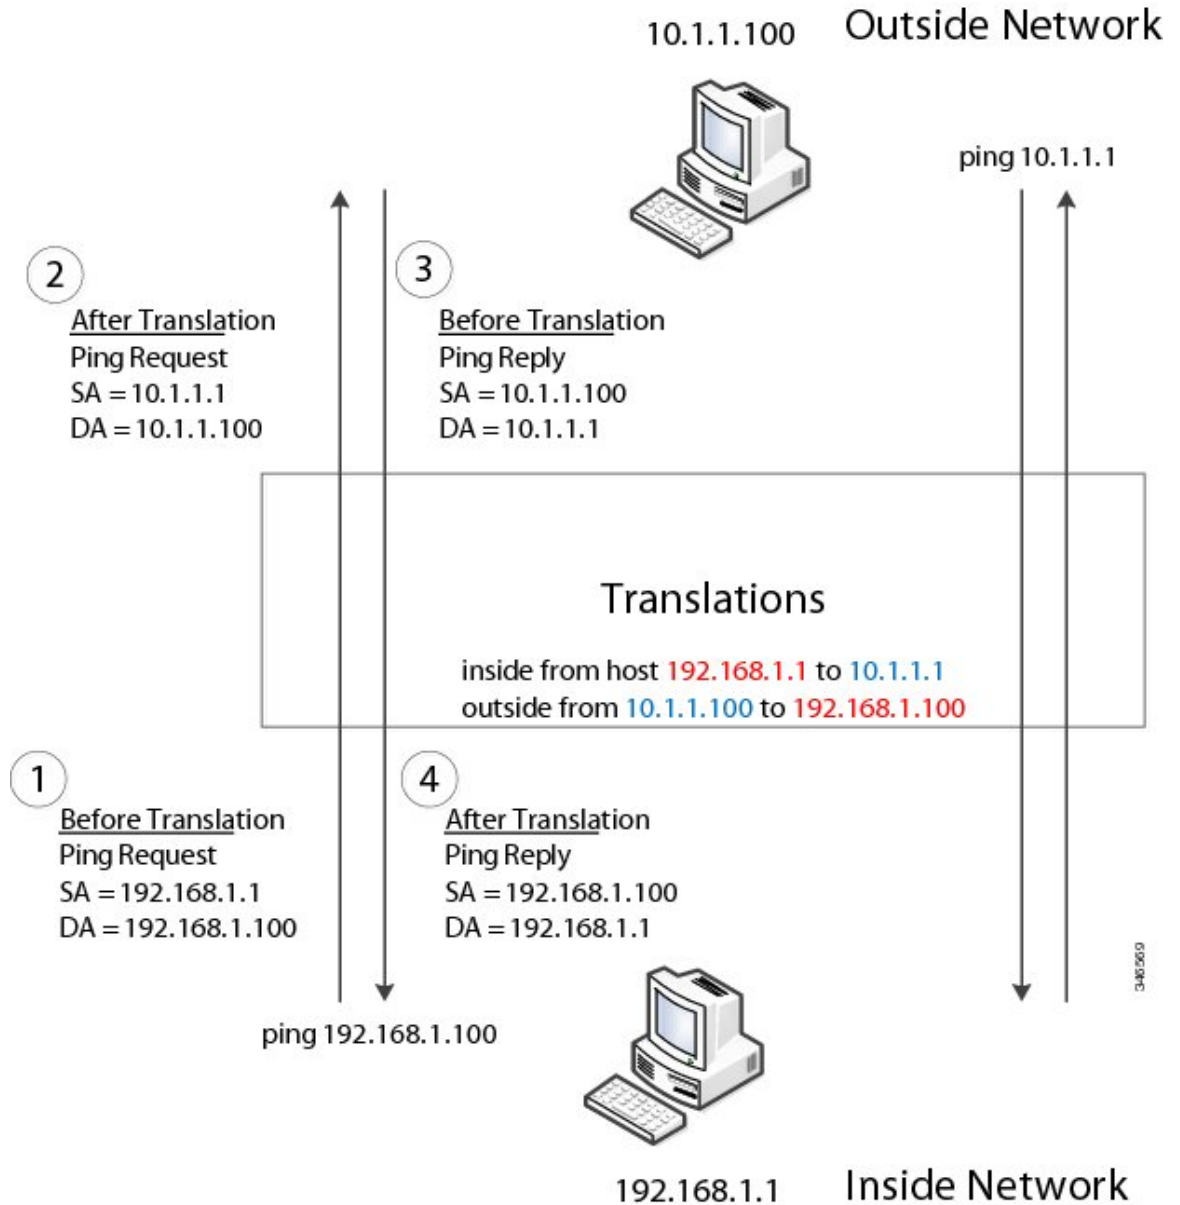 10.1.1.100
Outside Network
ping 10.1.1.1
2
After Translation
Ping Request
SA = 10.1.1.1
DA = 10.1.1.100
3
Before Translation
Ping Reply
SA = 10.1.1.100
DA = 10.1.1.1
Translations
inside from host 192.168.1.1 to 10.1.1.1
outside from 10.1.1.100 to 192.168.1.100
1
Before Translation
Ping Request
SA = 192.168.1.1
DA = 192.168.1.100
4
After Translation
Ping Reply
SA = 192.168.1.100
DA = 192.168.1.1
346569
ping 192.168.1.100
192.168.1.1
Inside Network